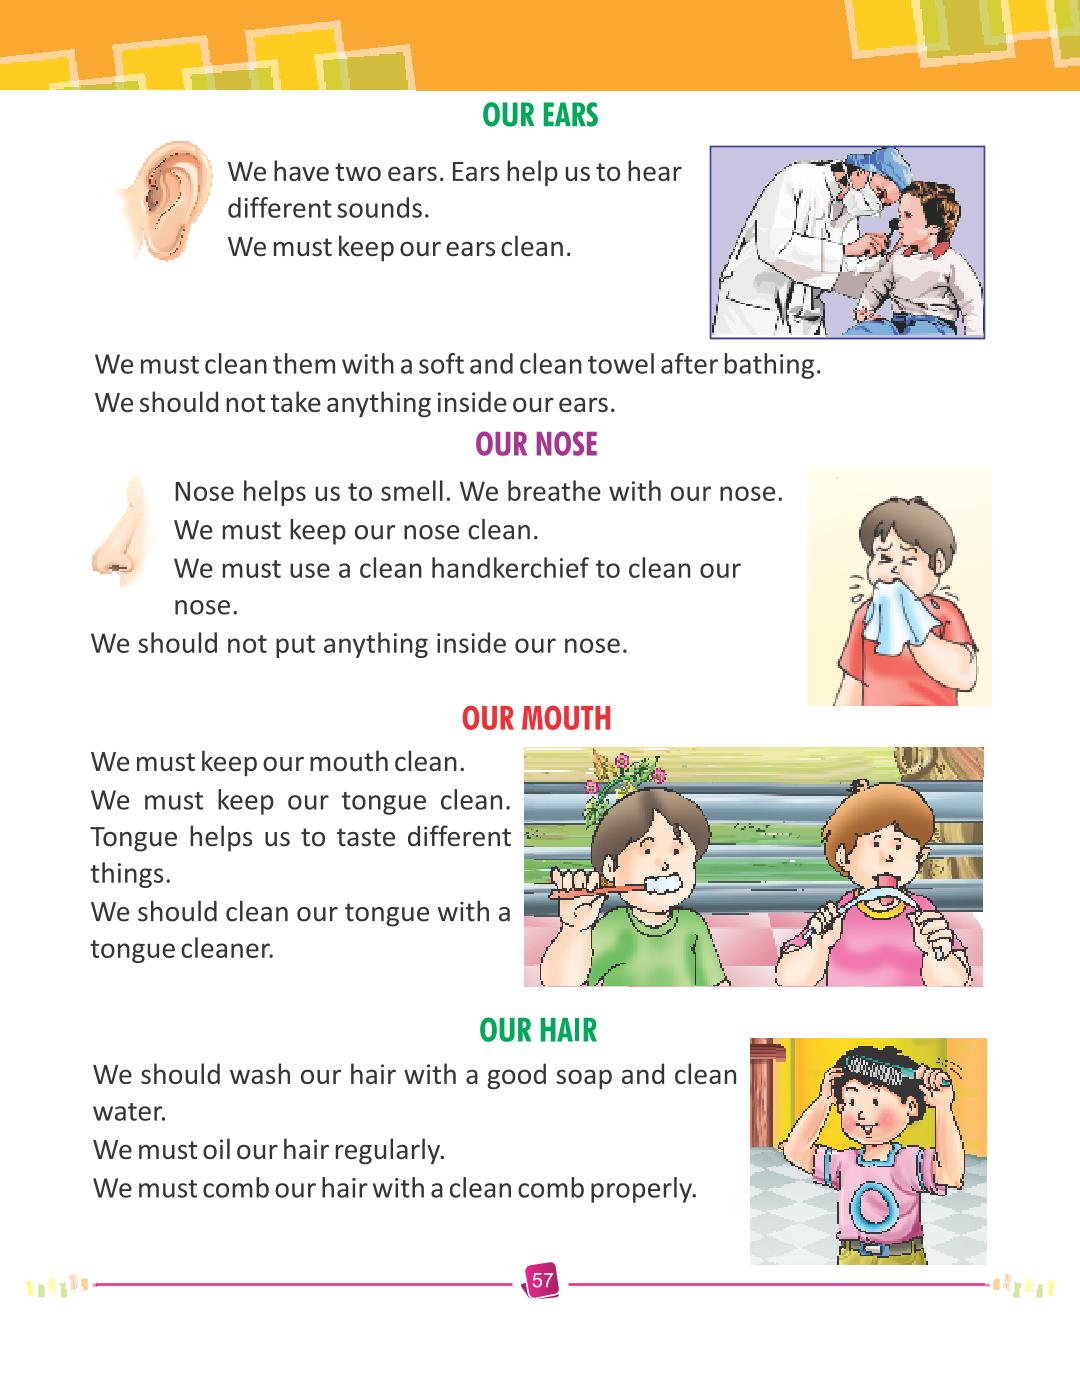 OUR EARS
We have two ears. Ears help us to hear
different sounds.
We must keep our ears clean.
We must clean them with a soft and clean towel after bathing.
We should not take anything inside our ears.
OUR NOSE
Nose helps us to smell. We breathe with our nose.
We must keep our nose clean.
We must use a clean handkerchief to clean our
nose.
We should not put anything inside our nose.
OUR MOUTH
We must keep our mouth clean.
We must keep our tongue clean.
Tongue helps us to taste different
things.
We should clean our tongue with a
tongue cleaner.
OUR HAIR
We should wash our hair with a good soap and clean
water.
We must oil our hair regularly.
We must comb our hair with a clean comb properly.
57